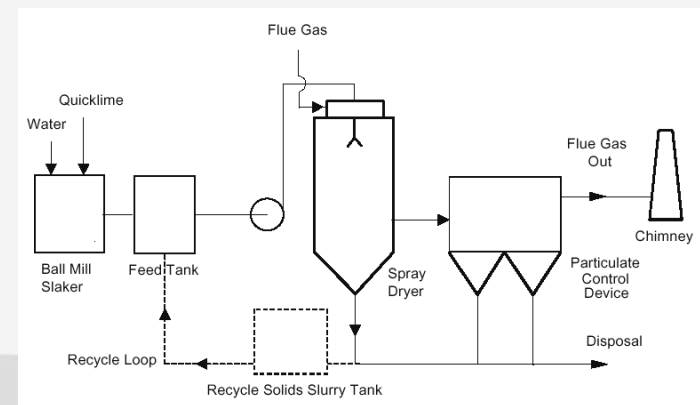 Flue Gas
Quicklime
Water
Flue Gas
Out
Chimney
Ball Mill
Slaker
Feed Tank
Spray
Dryer
Particulate
Control
Device
Disposal
Recycle Loop
Recycle Solids Slurry Tank